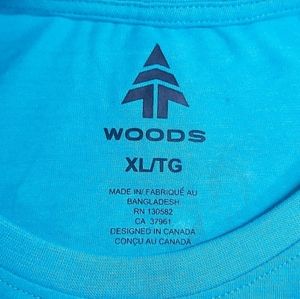 WOODS
XL/TG
MADE IN/ FABRIQUÉ AU
BANGLADESH
RN 130582
CA 37961
DESIGNED IN CANADA
CONÇU AU CANADA